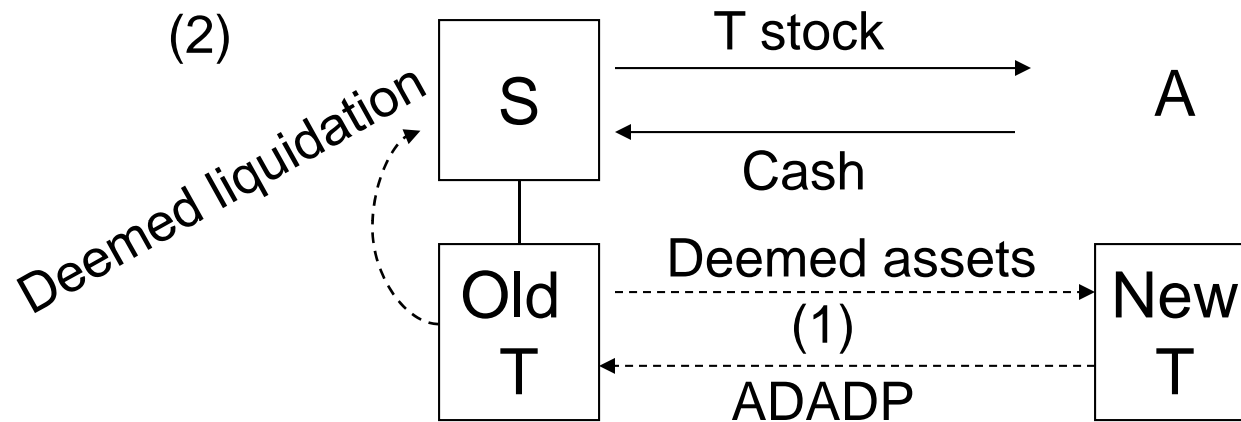 (2)
Deemed liquidation
S
T stock
Cash
A
Old
T
Deemed assets
(1)
ADADP
New
T